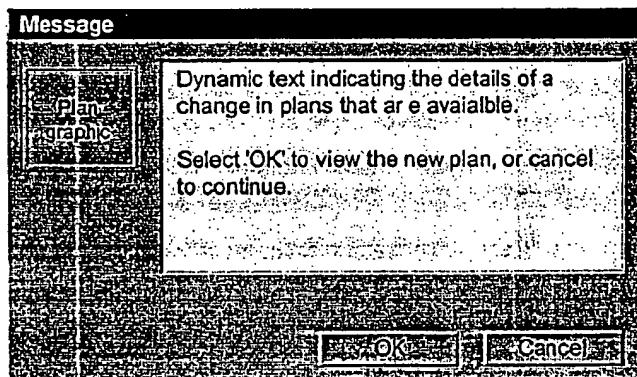 Message
Plan
graphic
Dynamic text indicating the details of a
change in plans that ar e avaialble.
Select 'OK' to view the new plan, or cancel
to continue.
OK
Cancel